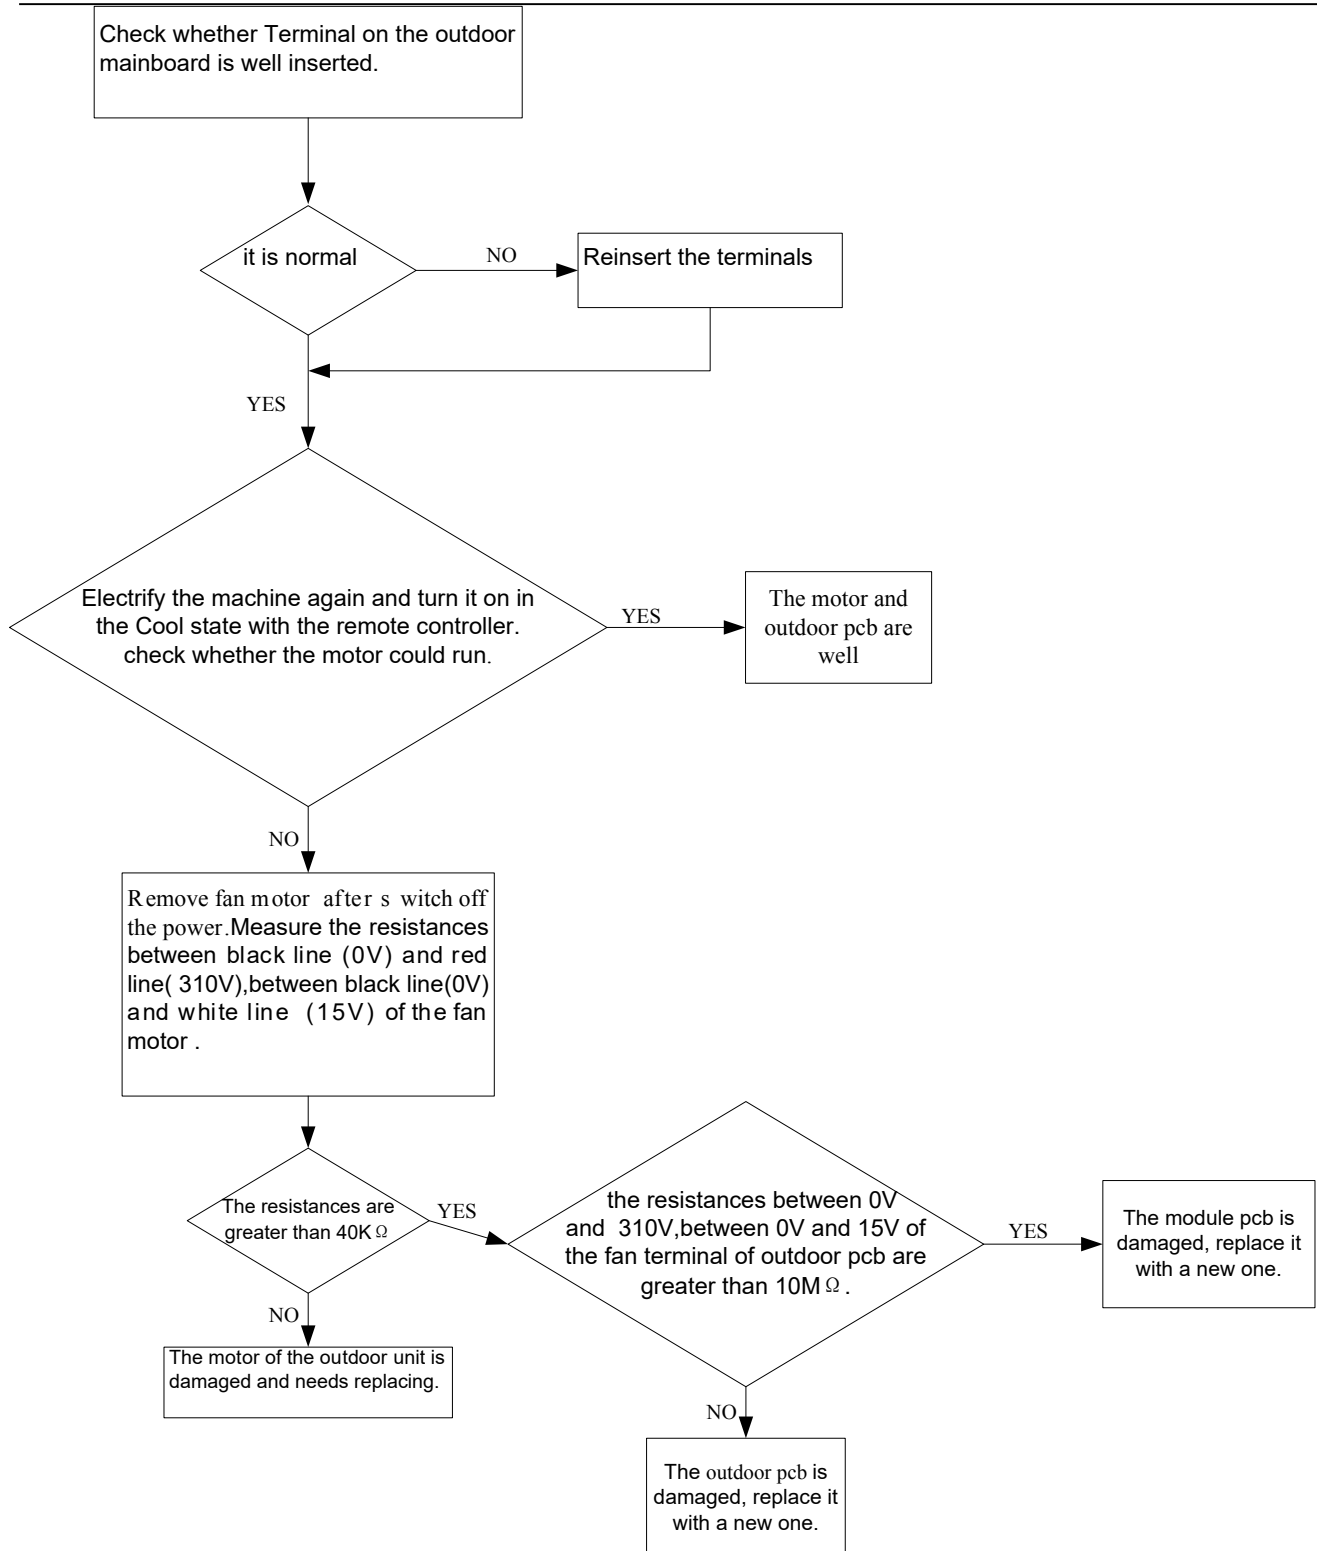 Check whether Terminal on the outdoor
mainboard is well inserted.
it is normal
NO
Reinsert the terminals
YES
Electrify the machine again and turn it on in
the Cool state with the remote controller.
check whether the motor could run.
YES
The motor and
outdoor pcb are
well
NO
Remove fan motor after s witch off
the power.Measure the resistances
between black line (0V) and red
line( 310V),between black line(0V)
and white line (15V) of the fan
motor .
The resistances are
greater than 40KΩ
YES
the resistances between 0V
and 310V,between 0V and 15V of
the fan terminal of outdoor pcb are
greater than 10MΩ.
YES
The module pcb is
damaged, replace it
with a new one.
NO
The motor of the outdoor unit is
damaged and needs replacing.
NO
The outdoor pcb is
damaged, replace it
with a new one.